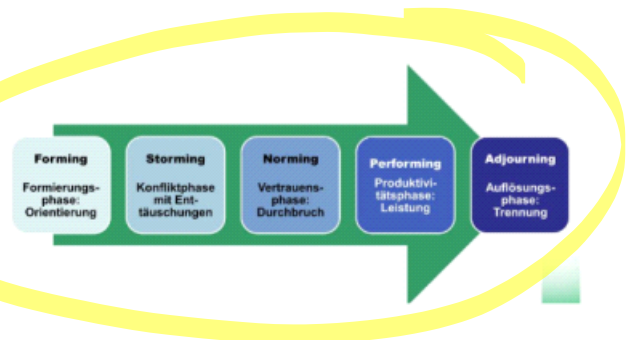 Forming
Formierungs-
phase:
Orientierung
Storming
Konfliktphase
mit Ent-
täuschungen
Norming
Vertrauens-
phase:
Durchbruch
Performing
Produktivi-
tätsphase:
Leistung
Adjourning
Auflösungs-
phase:
Trennung